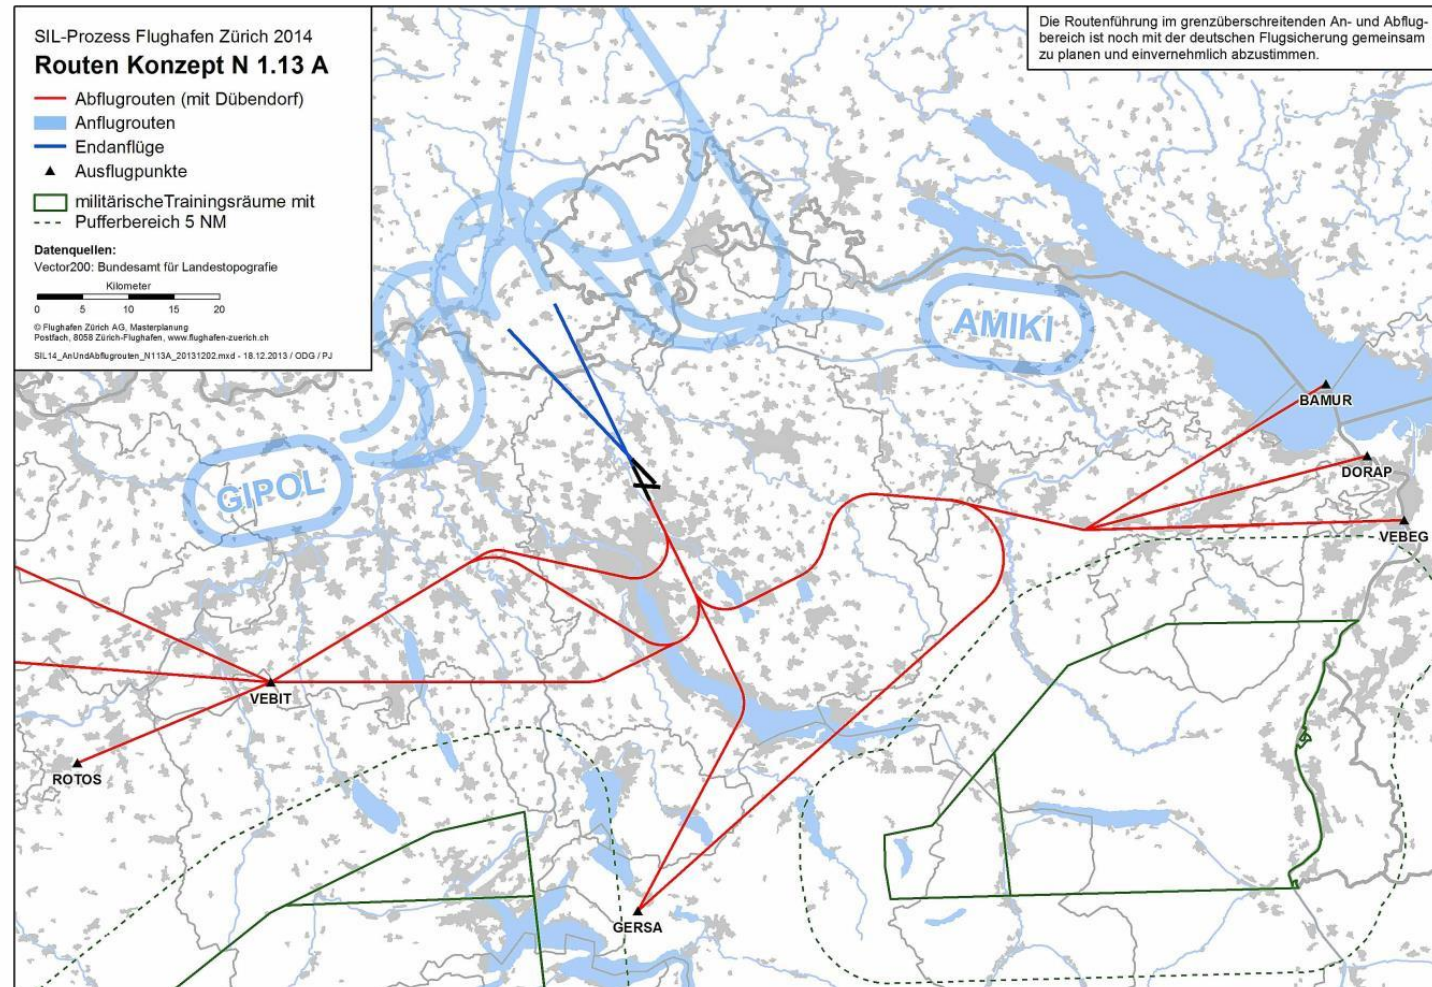 SIL-Prozess Flughafen Zürich 2014
Routen Konzept N 1.13 A
Abflugrouten (mit Dübendorf)
Anflugrouten
Endanflüge
Ausflugpunkte
militärischeTrainingsräume mit
Pufferbereich 5 NM
Datenquellen:
Vector200: Bundesamt für Landestopografie
Kilometer
0 5 10 15 20
© Flughafen Zürich AG, Masterplanung
Postfach, 8058 Zürich-Flughafen, www.flughafen-zuerich.ch
SIL14_AnUndAbflugrouten_N113A_20131202.mxd - 18.12.2013 / ODG / PJ
Die Routenführung im grenzüberschreitenden An- und Abflug-
bereich ist noch mit der deutschen Flugsicherung gemeinsam
zu planen und einvernehmlich abzustimmen.
AMIKI
BAMUR
DORAP
GIPOL
VEBEG
VEBIT
ROTOS
GERSA